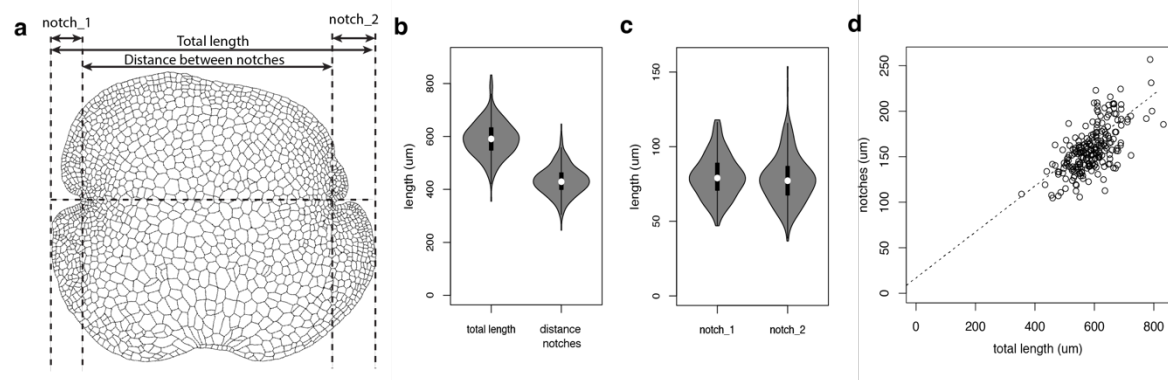 a
notch_1
notch_2
Total length
Distance between notches
b
length (um)
0
200
400
600
800
total length
distance
notches
c
length (um)
0
50
100
150
notch_1
notch_2
d
notches (um)
0
50
100
150
200
250
0
200
400
600
800
total length (um)